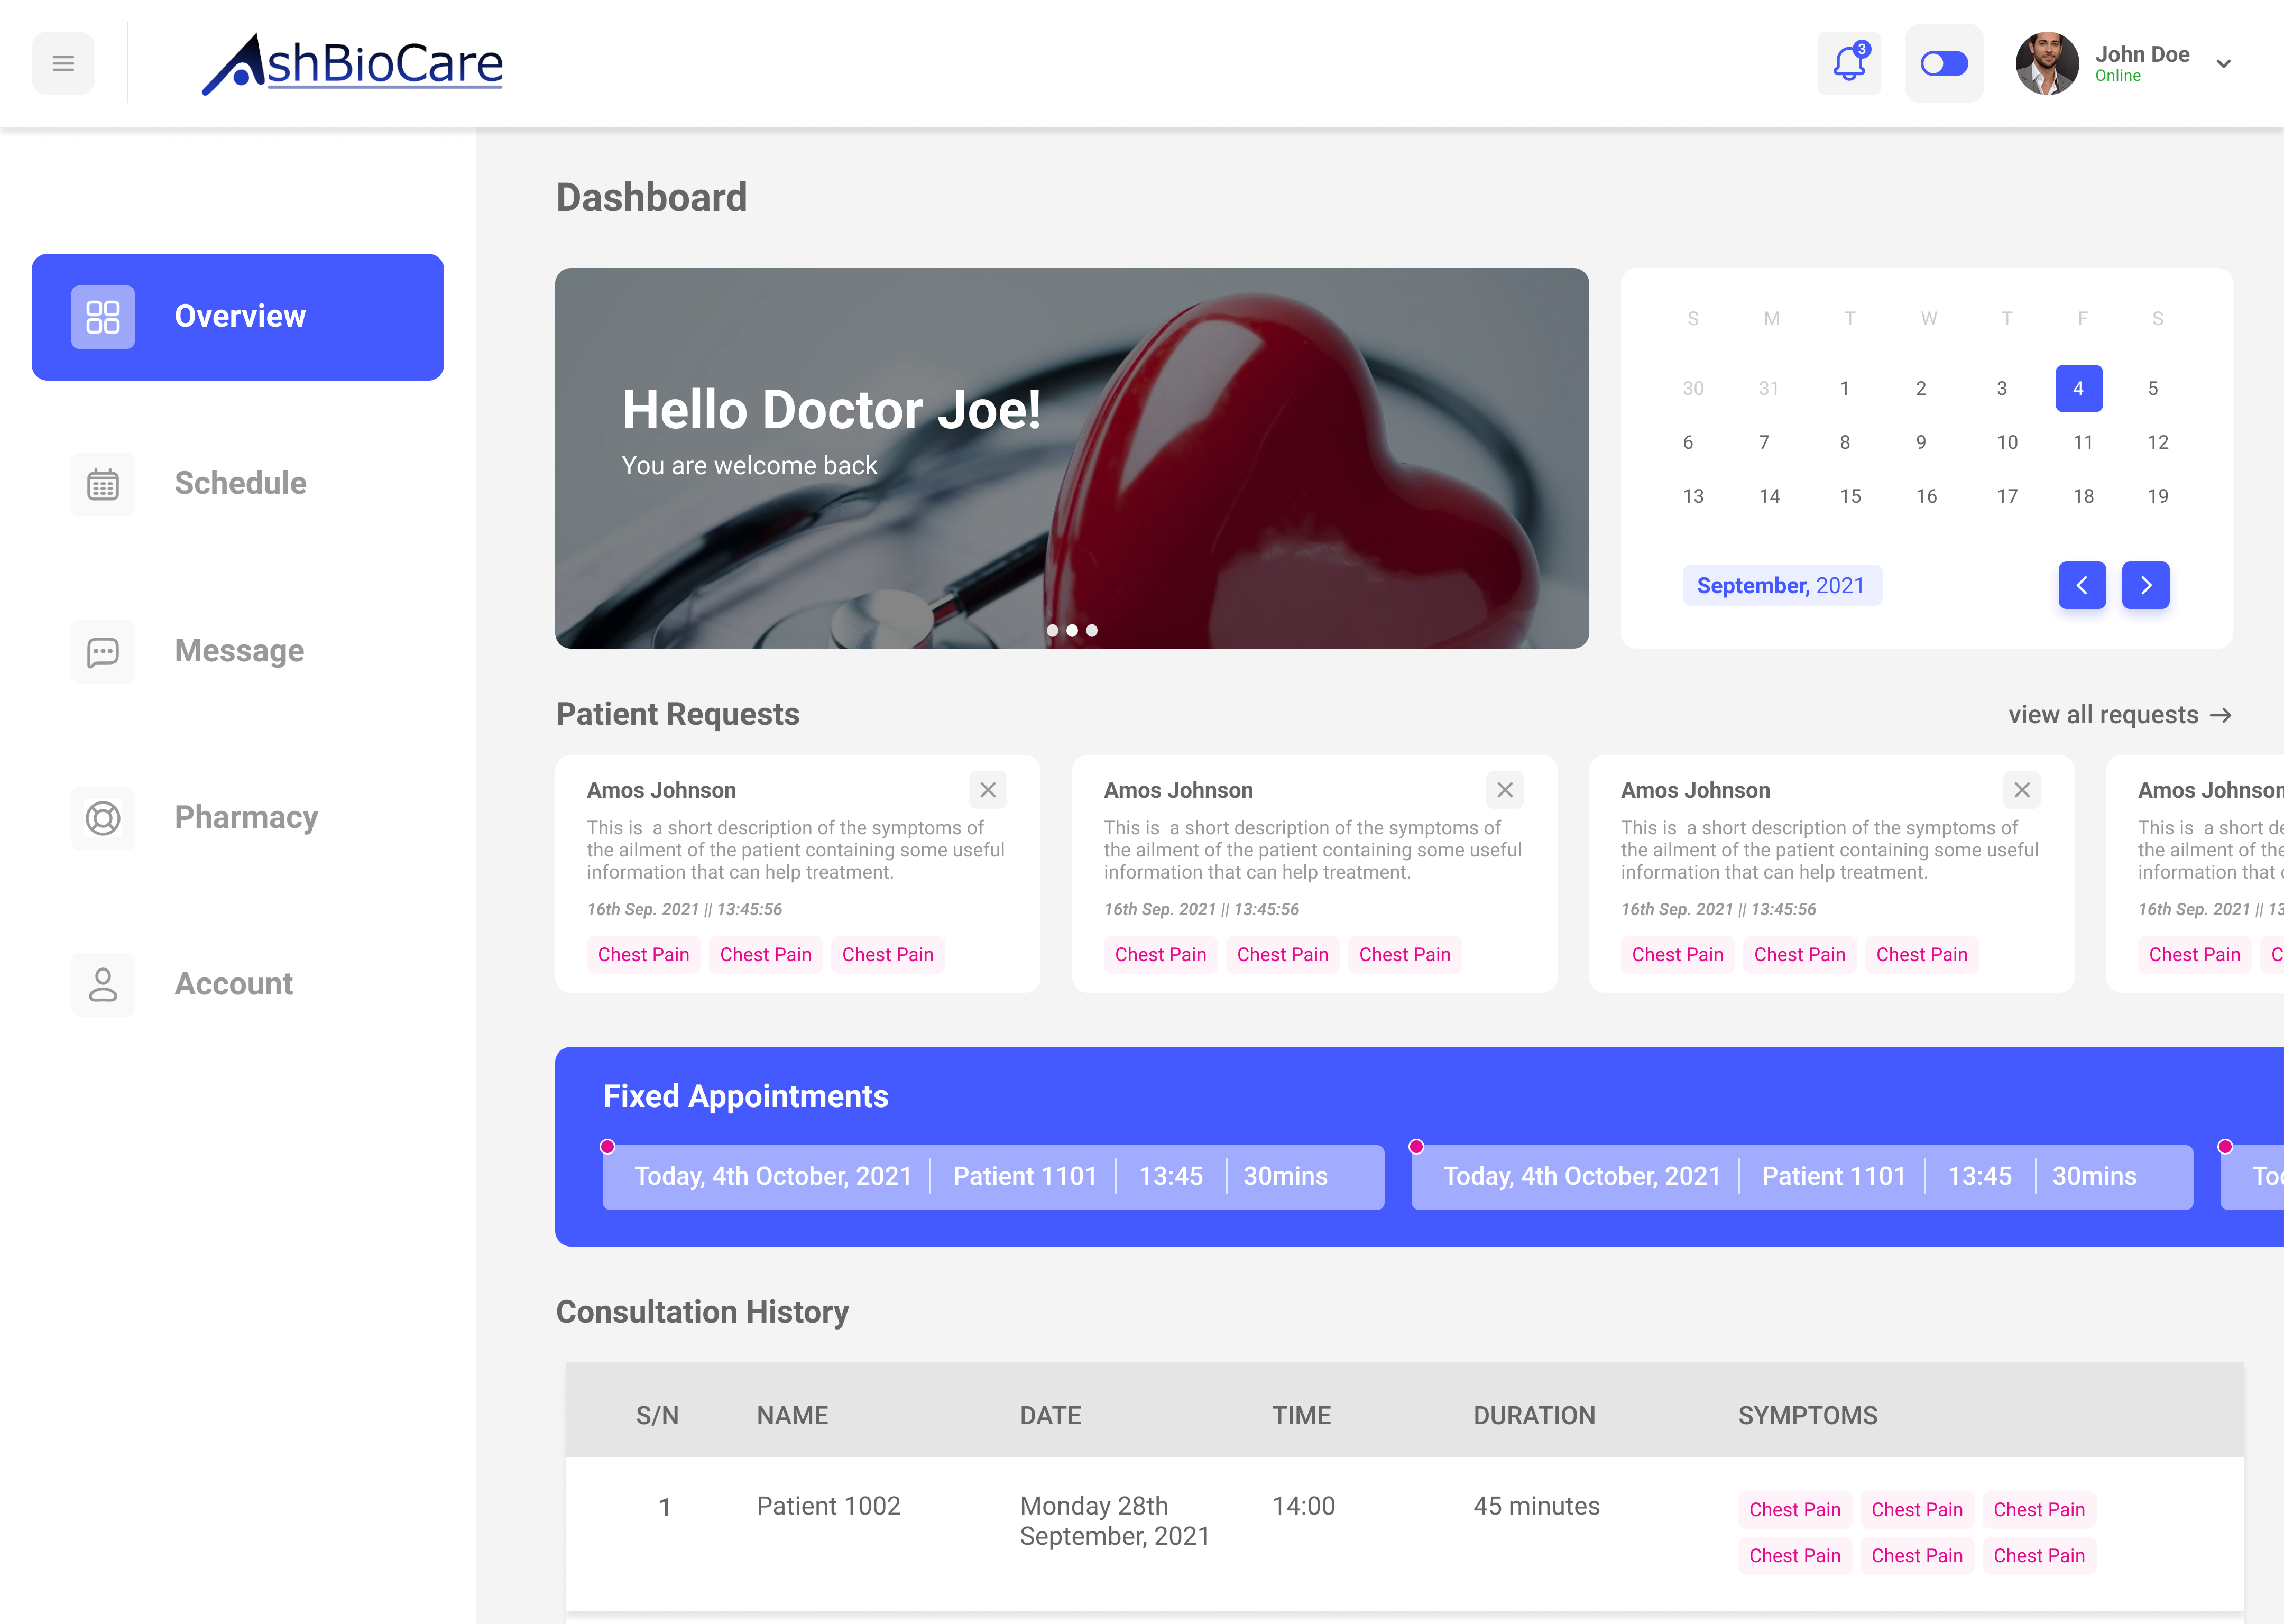 AshBioCare
3
John Doe
Online
Overview
Schedule
Message
Pharmacy
Account
Dashboard
Hello Doctor Joe!
You are welcome back
S M T W T F S
30 31 1 2 3 4 5
6 7 8 9 10 11 12
13 14 15 16 17 18 19
September, 2021
Patient Requests
view all requests
Amos Johnson
This is a short description of the symptoms of
the ailment of the patient containing some useful
information that can help treatment.
16th Sep. 2021 || 13:45:56
Chest Pain Chest Pain Chest Pain
Amos Johnson
This is a short description of the symptoms of
the ailment of the patient containing some useful
information that can help treatment.
16th Sep. 2021 || 13:45:56
Chest Pain Chest Pain Chest Pain
Amos Johnson
This is a short description of the symptoms of
the ailment of the patient containing some useful
information that can help treatment.
16th Sep. 2021 || 13:45:56
Chest Pain Chest Pain Chest Pain
Amos Johnson
This is a short
the ailment of the
information that
16th Sep. 2021 ||
Chest Pain
Fixed Appointments
Today, 4th October, 2021 Patient 1101 13:45 30mins
Today, 4th October, 2021 Patient 1101 13:45 30mins
Consultation History
S/N NAME DATE TIME DURATION SYMPTOMS
1 Patient 1002 Monday 28th 14:00 45 minutes
September, 2021
Chest Pain Chest Pain Chest Pain
Chest Pain Chest Pain Chest Pain